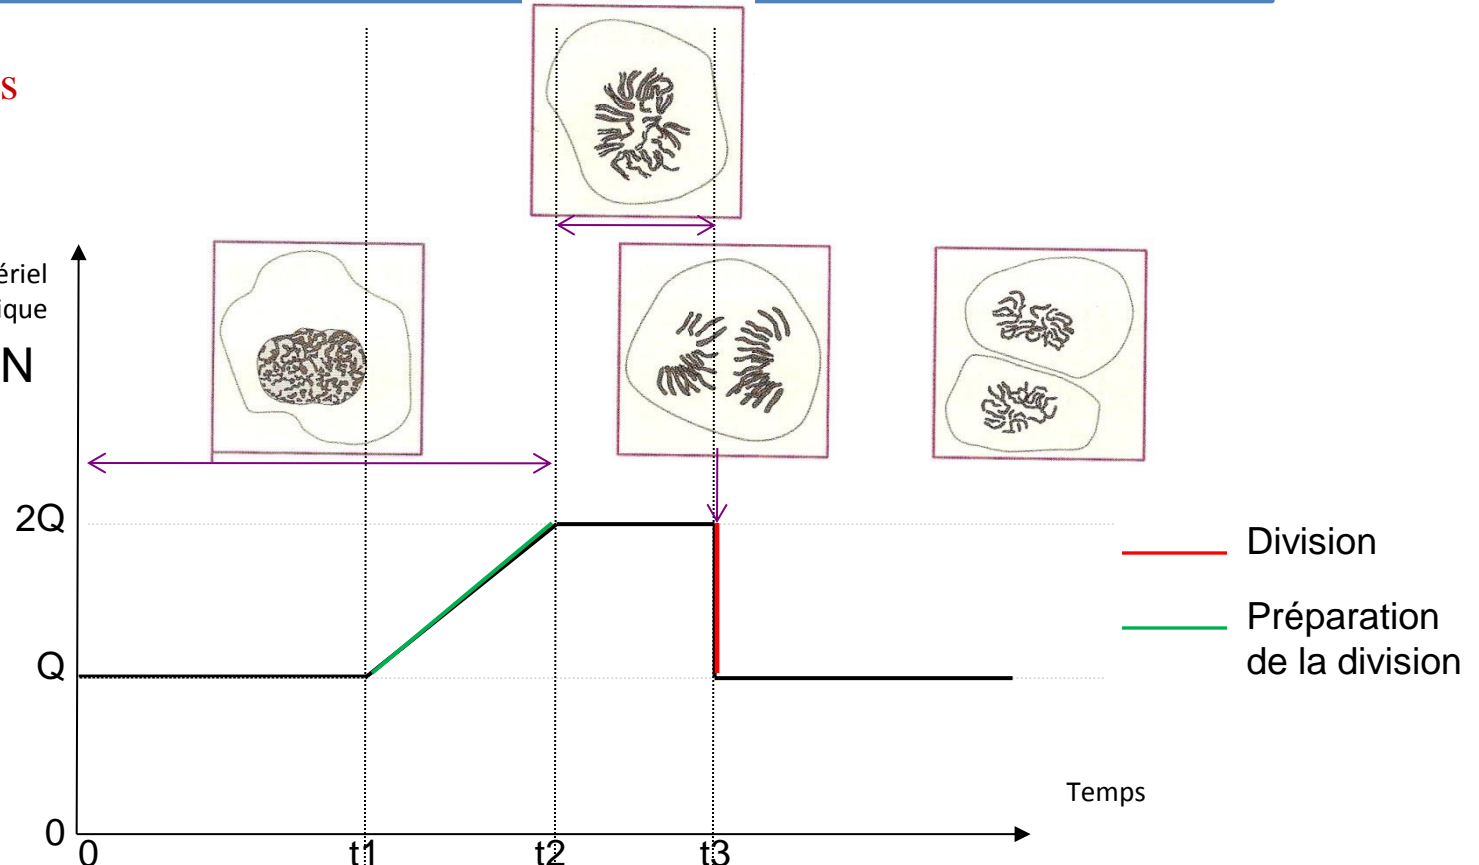 s
ériel
ique
N
2Q
Q
0
0
t1
t2
t3
Temps
Division
Préparation
de la division